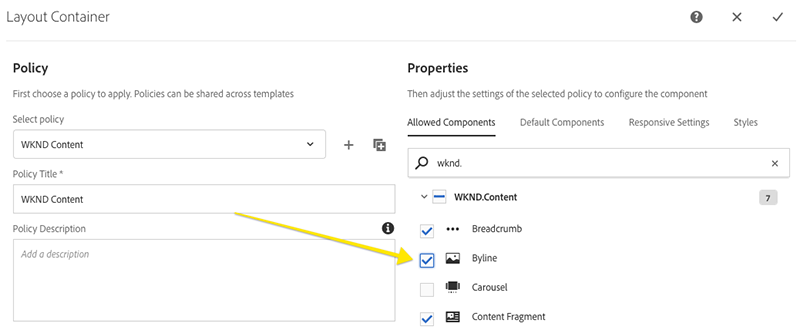 Layout Container
Policy
First choose a policy to apply. Policies can be shared across templates
Select policy
WKND Content
Policy Title *
WKND Content
Policy Description
Add a description
Properties
Then adjust the settings of the selected policy to configure the component
Allowed Components Default Components Responsive Settings Styles
wknd.
WKND.Content 7
Breadcrumb
Byline
Carousel
Content Fragment